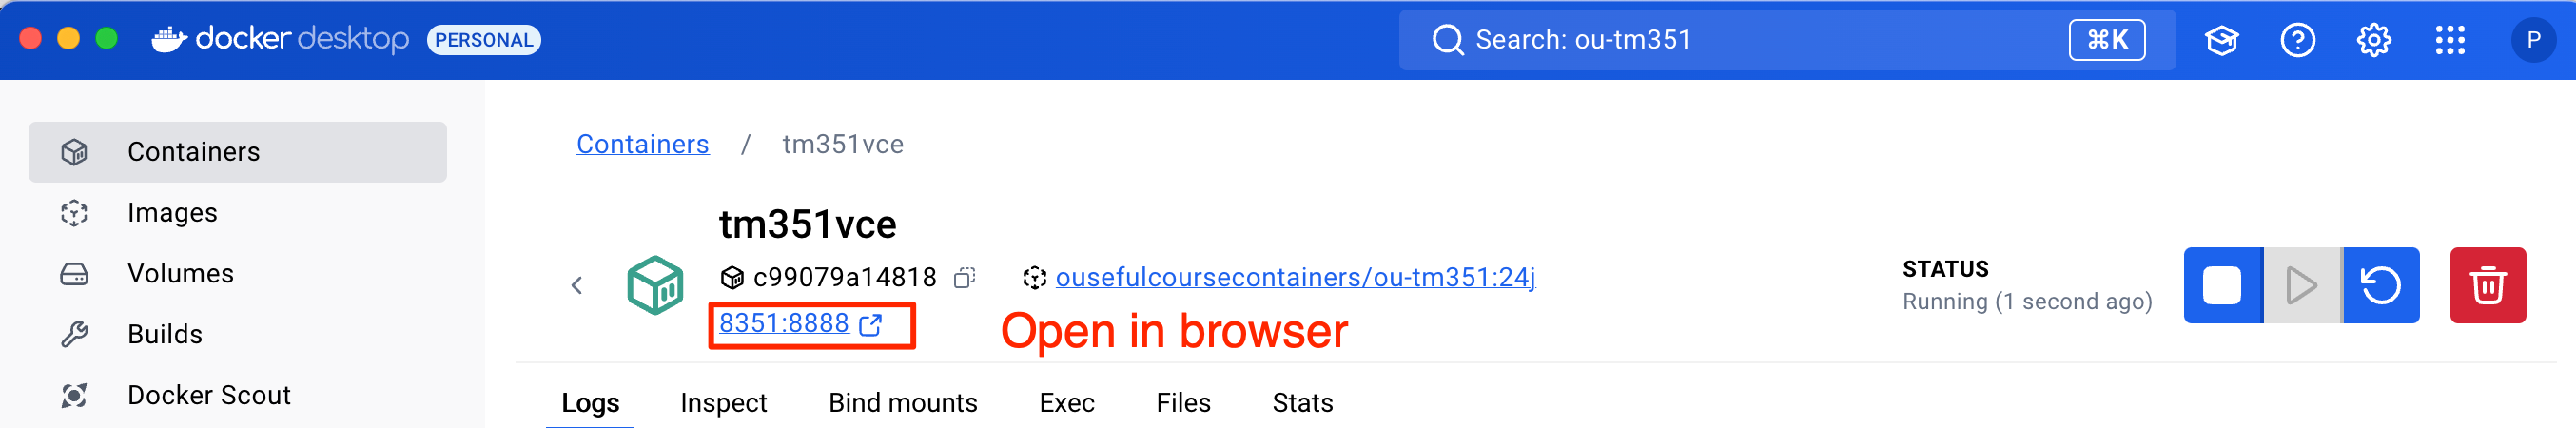 docker desktop PERSONAL Search: ou-tm351 ⌘K P
Containers
Images
Volumes
Builds
Docker Scout
Containers / tm351vce
tm351vce
c99079a14818 ousefulcoursecontainers/ou-tm351:24j
8351:8888 Open in browser
STATUS
Running (1 second ago)
Logs Inspect Bind mounts Exec Files Stats